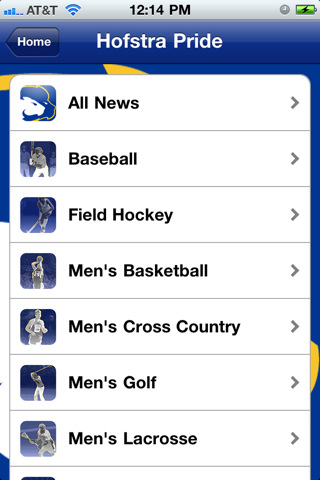 AT&T 12:14 PM
Home Hofstra Pride
All News
Baseball
Field Hockey
Men's Basketball
Men's Cross Country
Men's Golf
Men's Lacrosse